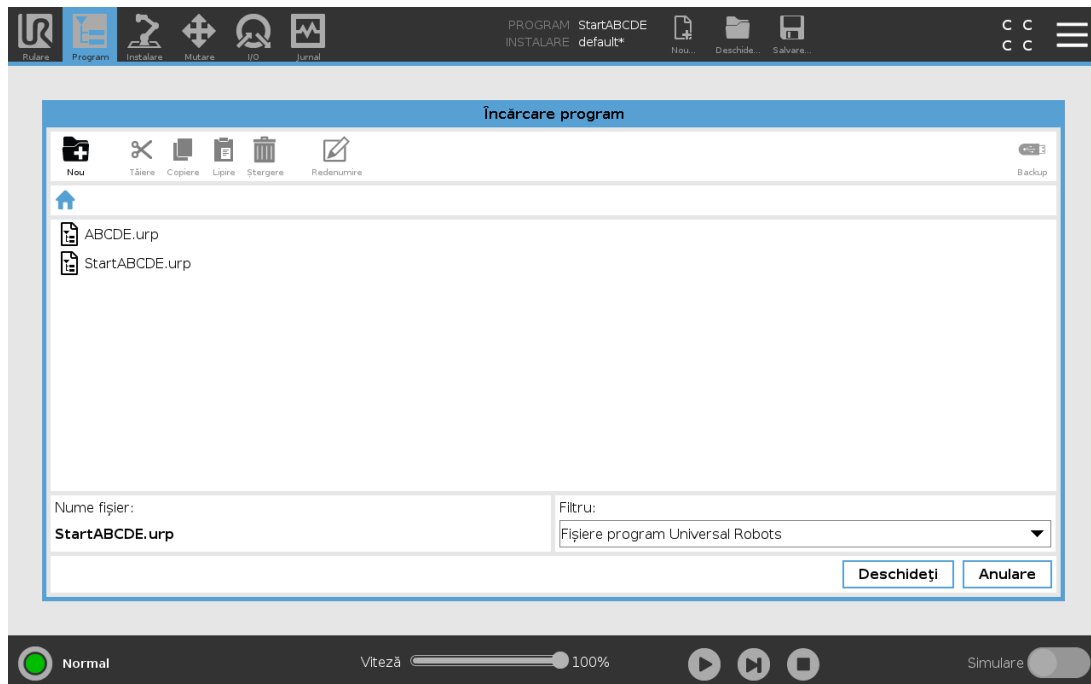 PROGRAM StartABCDE
INSTALARE default*
Rulare Program Instalare Mutare I/O Jurnal Nou... Deschide... Salvare...
C C
C C
Încărcare program
Nou Tăiere Copiere Lipire Ștergere Redenumire Backup
ABCDE.urp
StartABCDE.urp
Nume fișier: Filtru:
StartABCDE.urp Fișiere program Universal Robots
Deschideți Anulare
Normal Viteză 100% Simulare